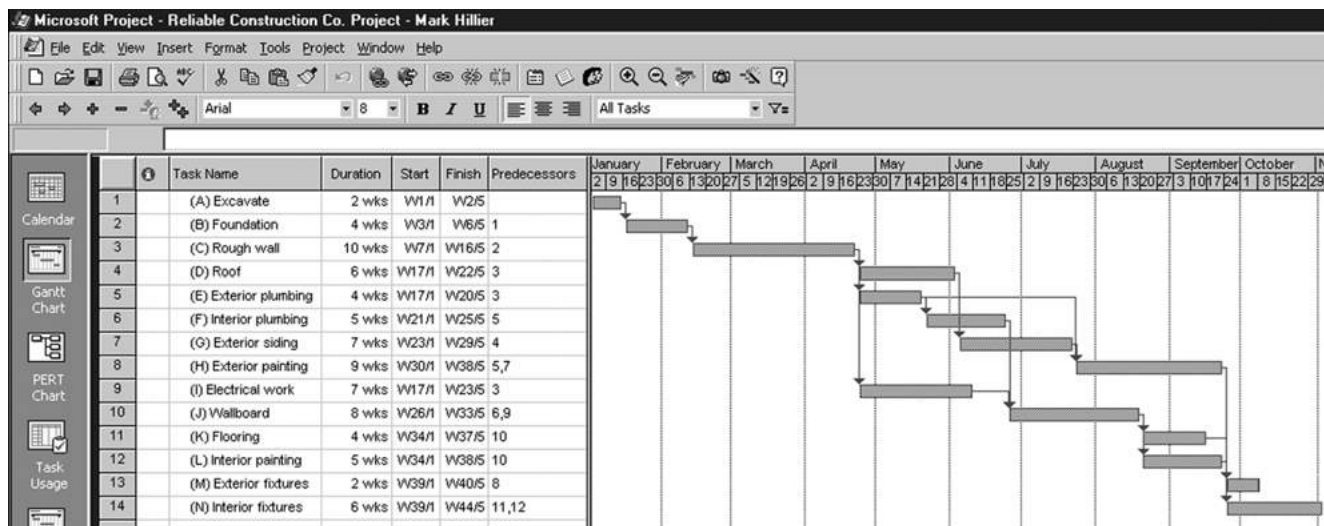 Microsoft Project - Reliable Construction Co. Project - Mark Hillier
File Edit View Insert Format Tools Project Window Help
Arial 8 B I U All Tasks
Task Name Duration Start Finish Predecessors
January February March April May June July August September October N
2 9 16 23 30 6 13 20 27 5 12 19 26 2 9 16 23 30 7 14 21 28 4 11 18 25 2 9 16 23 30 6 13 20 27 3 10 17 24 1 8 15 22 29
Calendar
Gantt
Chart
PERT
Chart
Task
Usage
1 (A) Excavate 2 wks W1/1 W2/5
2 (B) Foundation 4 wks W3/1 W6/5 1
3 (C) Rough wall 10 wks W7/1 W16/5 2
4 (D) Roof 6 wks W17/1 W22/5 3
5 (E) Exterior plumbing 4 wks W17/1 W20/5 3
6 (F) Interior plumbing 5 wks W21/1 W25/5 5
7 (G) Exterior siding 7 wks W23/1 W29/5 4
8 (H) Exterior painting 9 wks W30/1 W38/5 5,7
9 (I) Electrical work 7 wks W17/1 W23/5 3
10 (J) Wallboard 8 wks W26/1 W33/5 6,9
11 (K) Flooring 4 wks W34/1 W37/5 10
12 (L) Interior painting 5 wks W34/1 W38/5 10
13 (M) Exterior fixtures 2 wks W39/1 W40/5 8
14 (N) Interior fixtures 6 wks W39/1 W44/5 11,12